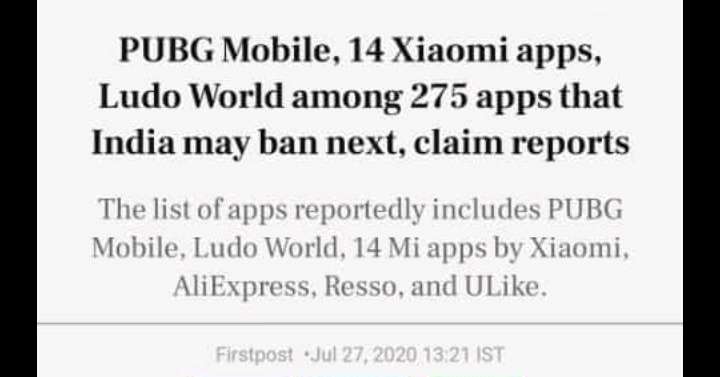 PUBG Mobile, 14 Xiaomi apps,
Ludo World among 275 apps that
India may ban next, claim reports
The list of apps reportedly includes PUBG
Mobile, Ludo World, 14 Mi apps by Xiaomi,
AliExpress, Resso, and ULike.
Firstpost •Jul 27, 2020 13:21 IST